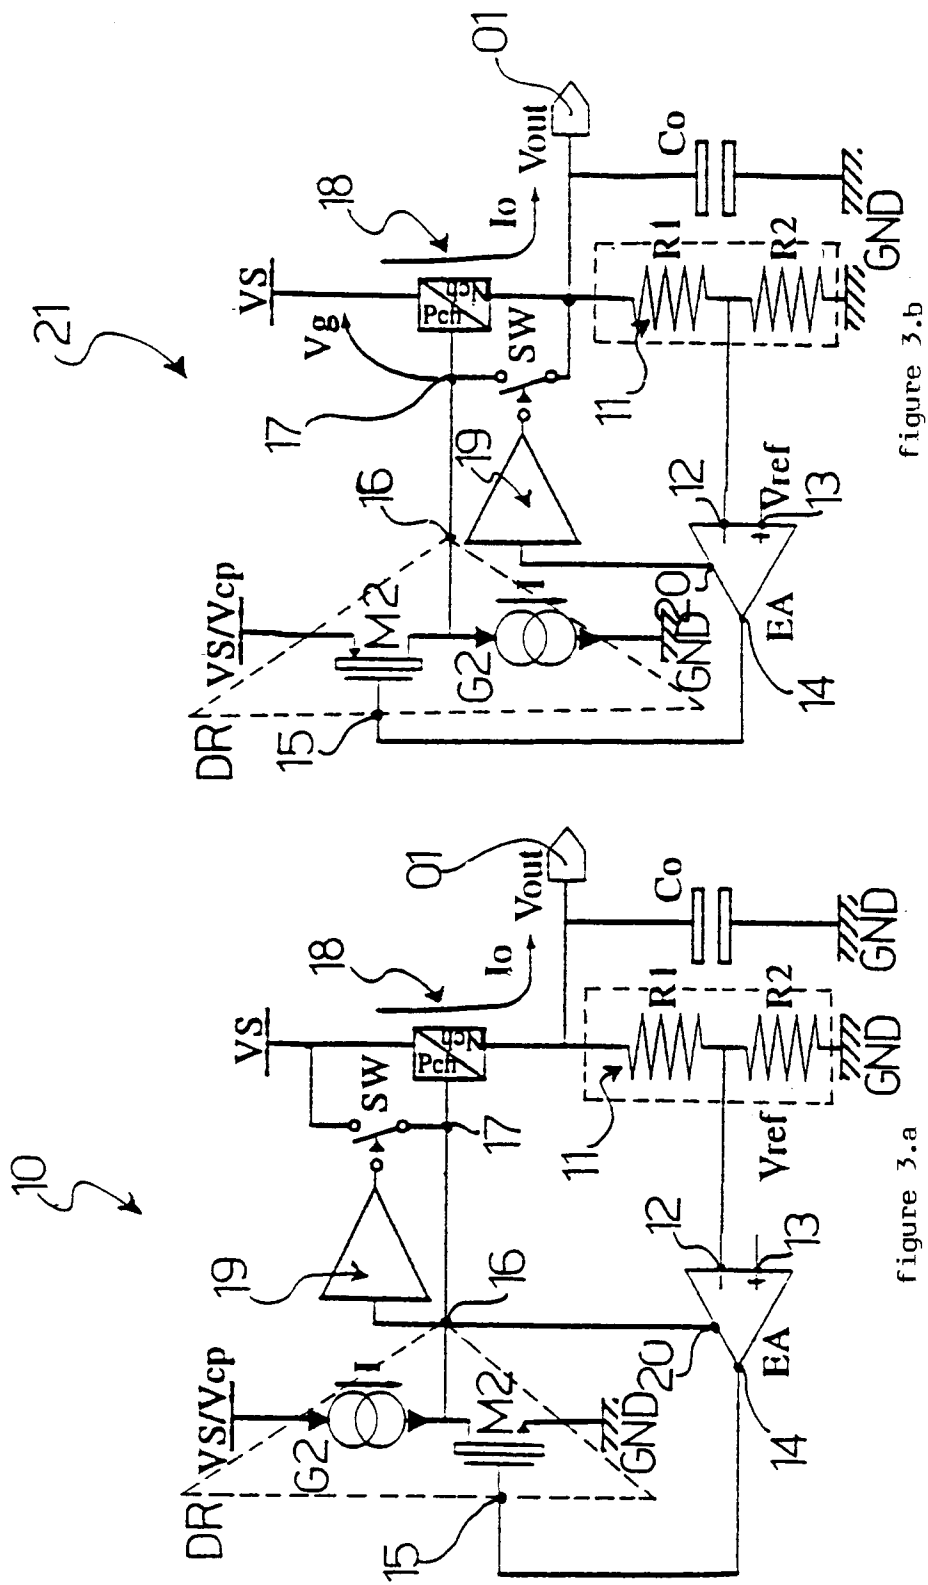 10
DR
VS/Vcp
G2
I
M2
GND
15
16
19
SW
VS
Pch
Nch
17
18
Io
Vout
O1
11
R1
R2
Co
GND
GND
Vref
12
13
20
14
EA
figure 3.a
21
DR
VS/Vcp
M2
G2
I
GND
15
16
17
Vg
VS
Pch
Nch
18
SW
19
Io
Vout
O1
11
R1
R2
Co
GND
12
Vref
13
20
14
EA
figure 3.b